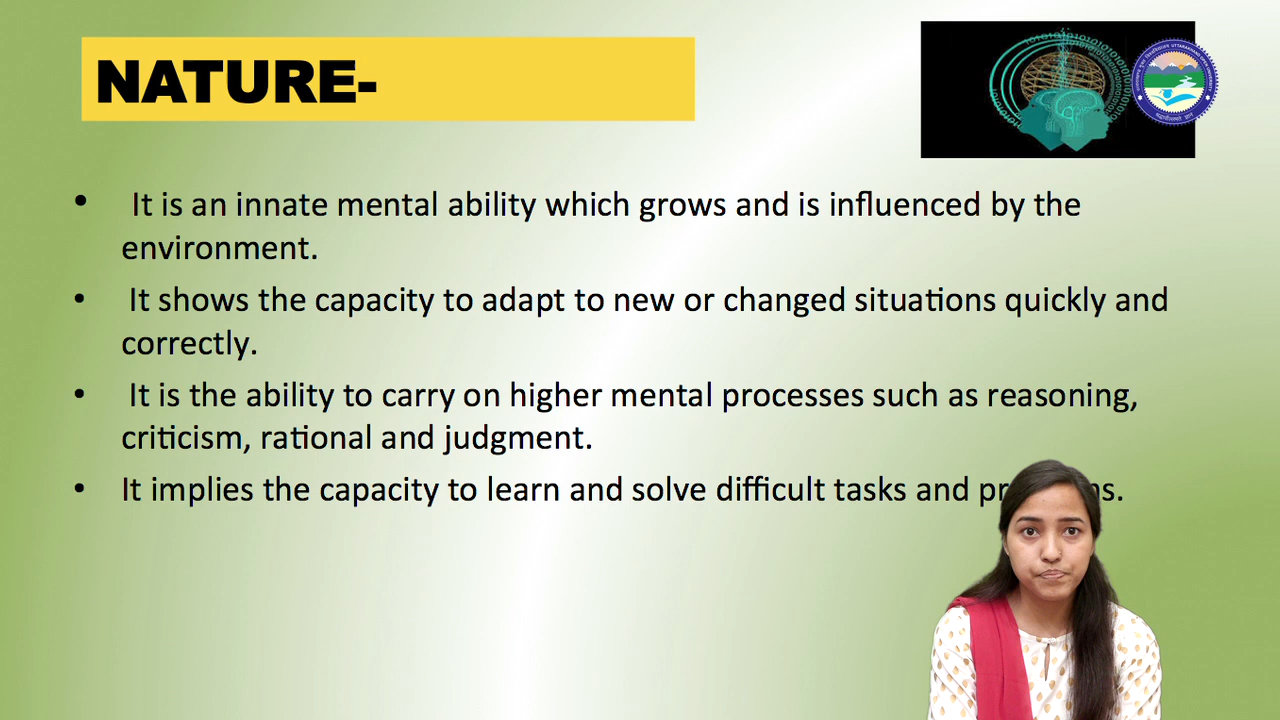 NATURE-
• It is an innate mental ability which grows and is influenced by the
environment.
• It shows the capacity to adapt to new or changed situations quickly and
correctly.
• It is the ability to carry on higher mental processes such as reasoning,
criticism, rational and judgment.
• It implies the capacity to learn and solve difficult tasks and